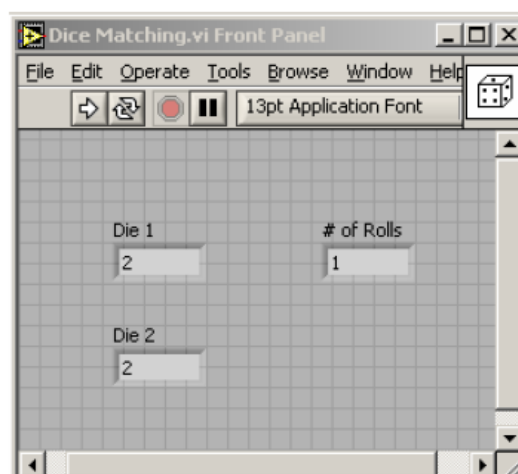 Dice Matching.vi Front Panel
File Edit Operate Tools Browse Window Help
13pt Application Font
Die 1
2
# of Rolls
1
Die 2
2